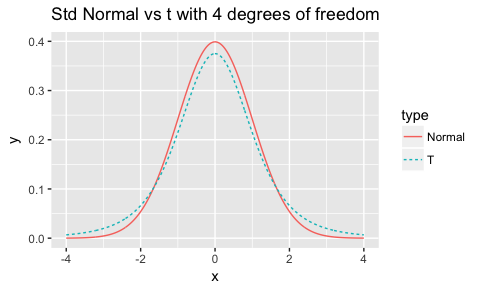 Std Normal vs t with 4 degrees of freedom
0.4
0.3
0.2
0.1
0.0
y
-4 -2 0 2 4
x
type
Normal
T